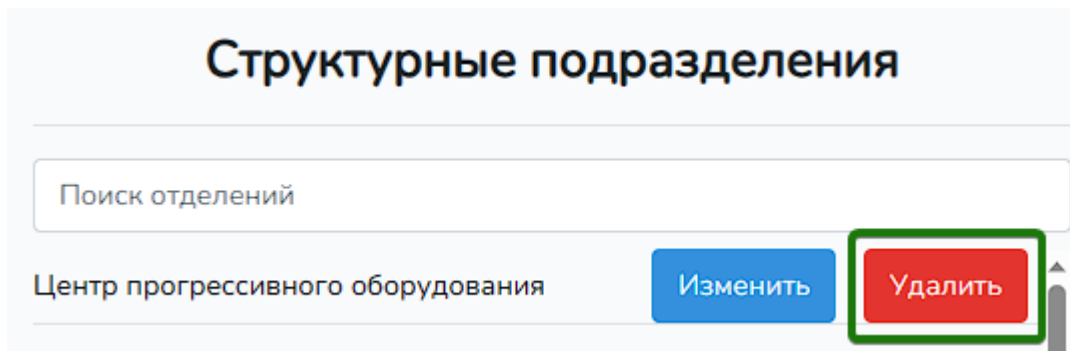 Структурные подразделения
Поиск отделений
Центр прогрессивного оборудования Изменить Удалить